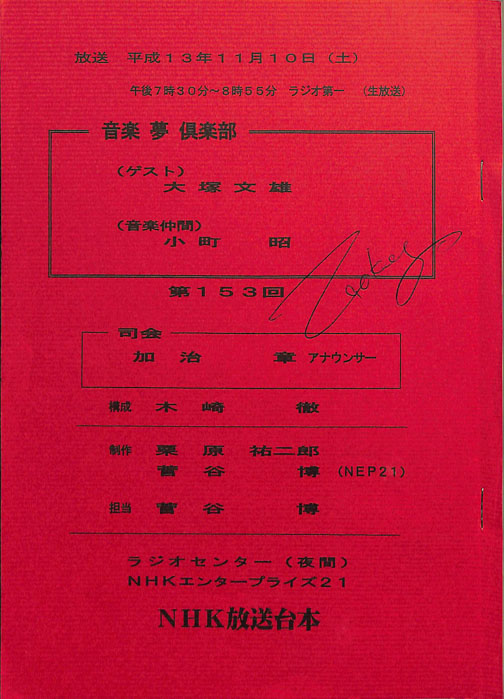 放送 平成13年11月10日（土）
午後7時30分～8時55分 ラジオ第一 （生放送）
音楽 夢 倶楽部
（ゲスト）
大塚文雄
（音楽仲間）
小町 昭
第153回
司会
加治 章 アナウンサー
構成 木崎 徹
制作 栗原 祐二郎
菅谷 博（NEP21）
担当 菅谷 博
ラジオセンター（夜間）
NHKエンタープライズ21
NHK放送台本